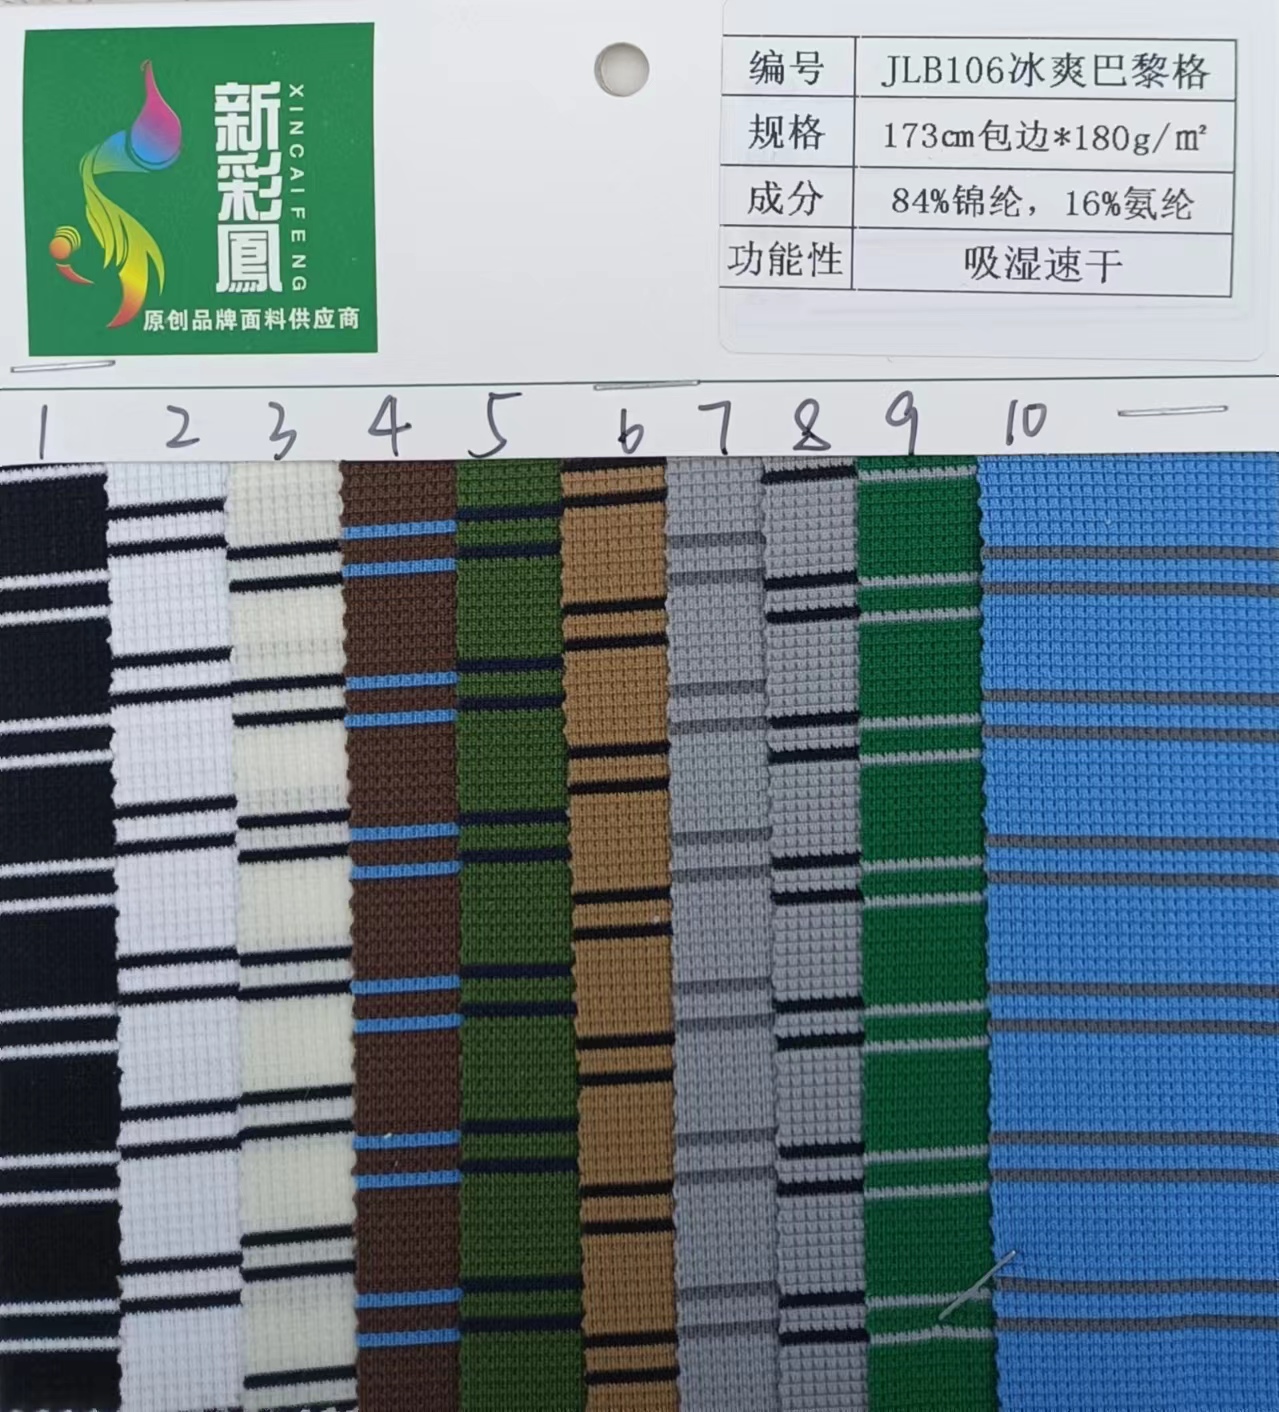 新彩鳳
XINCAIFENG
原创品牌面料供应商
编号 JLB106冰爽巴黎格
规格 173cm包边*180g/㎡
成分 84%锦纶，16%氨纶
功能性 吸湿速干
1 2 3 4 5 6 7 8 9 10